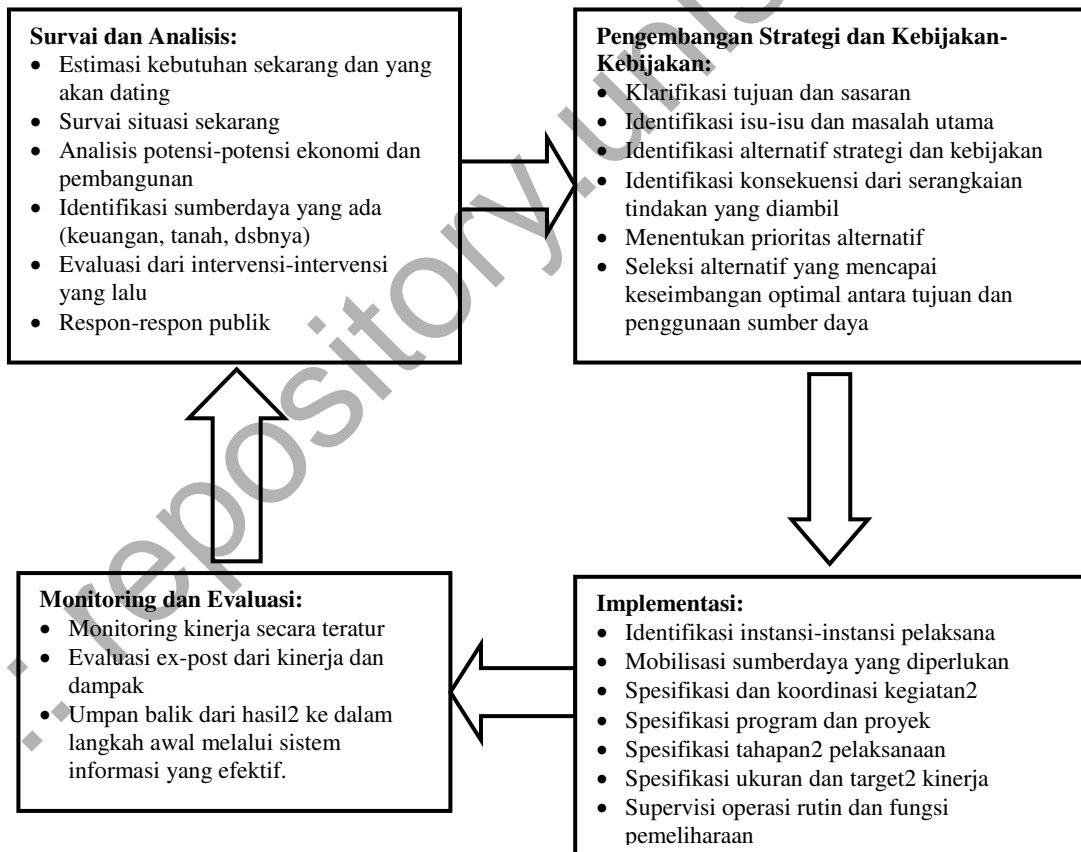 Survai dan Analisis:
• Estimasi kebutuhan sekarang dan yang
akan dating
• Survai situasi sekarang
• Analisis potensi-potensi ekonomi dan
pembangunan
• Identifikasi sumberdaya yang ada
(keuangan, tanah, dsbnya)
• Evaluasi dari intervensi-intervensi
yang lalu
• Respon-respon publik
Pengembangan Strategi dan Kebijakan-
Kebijakan:
• Klarifikasi tujuan dan sasaran
• Identifikasi isu-isu dan masalah utama
• Identifikasi alternatif strategi dan kebijakan
• Identifikasi konsekuensi dari serangkaian
tindakan yang diambil
• Menentukan prioritas alternatif
• Seleksi alternatif yang mencapai
keseimbangan optimal antara tujuan dan
penggunaan sumber daya
Monitoring dan Evaluasi:
• Monitoring kinerja secara teratur
• Evaluasi ex-post dari kinerja dan
dampak
• Umpan balik dari hasil2 ke dalam
langkah awal melalui sistem
informasi yang efektif.
Implementasi:
• Identifikasi instansi-instansi pelaksana
• Mobilisasi sumberdaya yang diperlukan
• Spesifikasi dan koordinasi kegiatan2
• Spesifikasi program dan proyek
• Spesifikasi tahapan2 pelaksanaan
• Spesifikasi ukuran dan target2 kinerja
• Supervisi operasi rutin dan fungsi
pemeliharaan
repository.unis